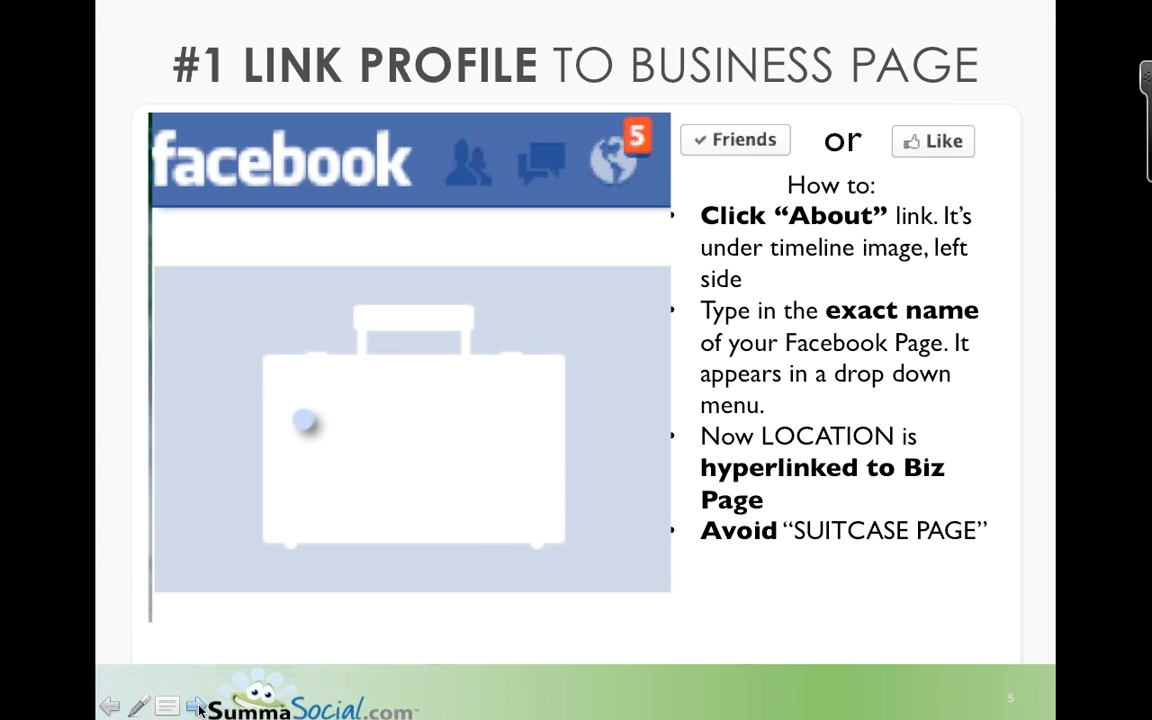 #1 LINK PROFILE TO BUSINESS PAGE
facebook
5
Friends or Like
How to:
• Click “About” link. It’s
under timeline image, left
side
• Type in the exact name
of your Facebook Page. It
appears in a drop down
menu.
• Now LOCATION is
hyperlinked to Biz
Page
• Avoid “SUITCASE PAGE”
SummaSocial.com™
5